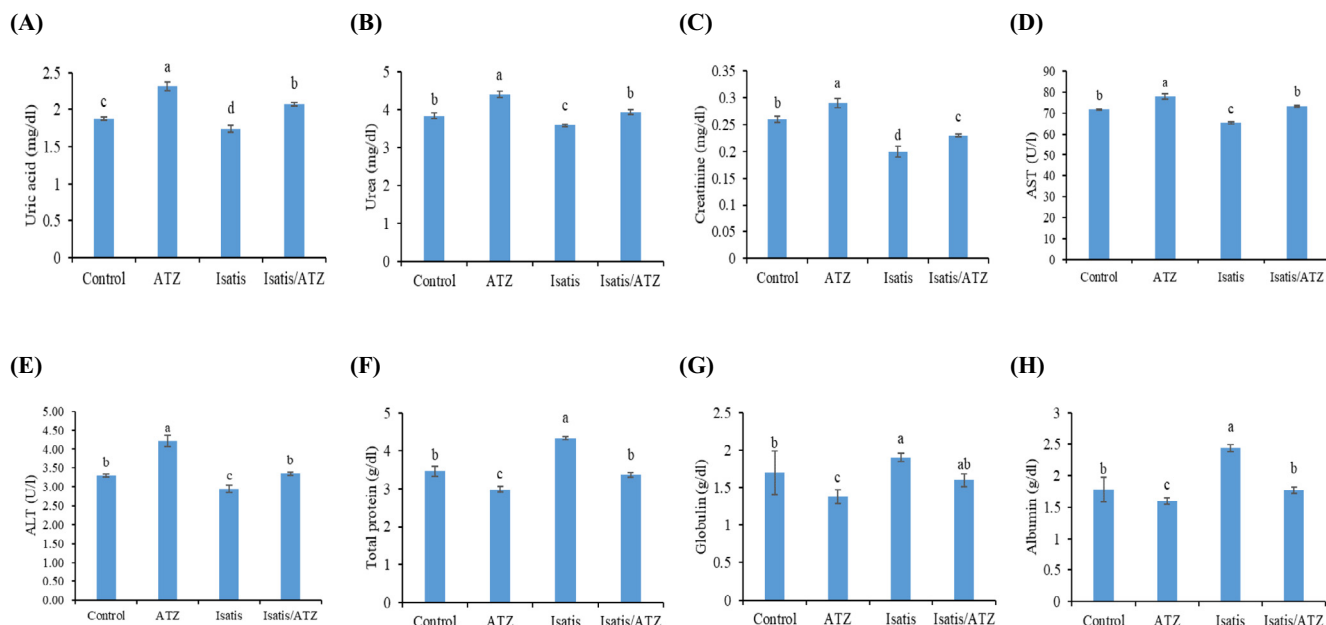 (A)
Uric acid (mg/dl)
2.5
2
1.5
1
0.5
0
c
a
d
b
Control ATZ Isatis Isatis/ATZ
(B)
Urea (mg/dl)
5
4
3
2
1
0
b
a
c
b
Control ATZ Isatis Isatis/ATZ
(C)
Creatinine (mg/dl)
0.35
0.3
0.25
0.2
0.15
0.1
0.05
0
b
a
d
c
Control ATZ Isatis Isatis/ATZ
(D)
AST (U/l)
90
80
70
60
50
40
30
20
10
0
b
a
c
b
Control ATZ Isatis Isatis/ATZ
(E)
ALT (U/l)
5.00
4.50
4.00
3.50
3.00
2.50
2.00
1.50
1.00
0.50
0.00
b
a
c
b
Control ATZ Isatis Isatis/ATZ
(F)
Total protein (g/dl)
5
4
3
2
1
0
b
c
a
b
Control ATZ Isatis Isatis/ATZ
(G)
Globulin (g/dl)
2.5
2
1.5
1
0.5
0
b
c
a
ab
Control ATZ Isatis Isatis/ATZ
(H)
Albumin (g/dl)
3
2.5
2
1.5
1
0.5
0
b
c
a
b
Control ATZ Isatis Isatis/ATZ